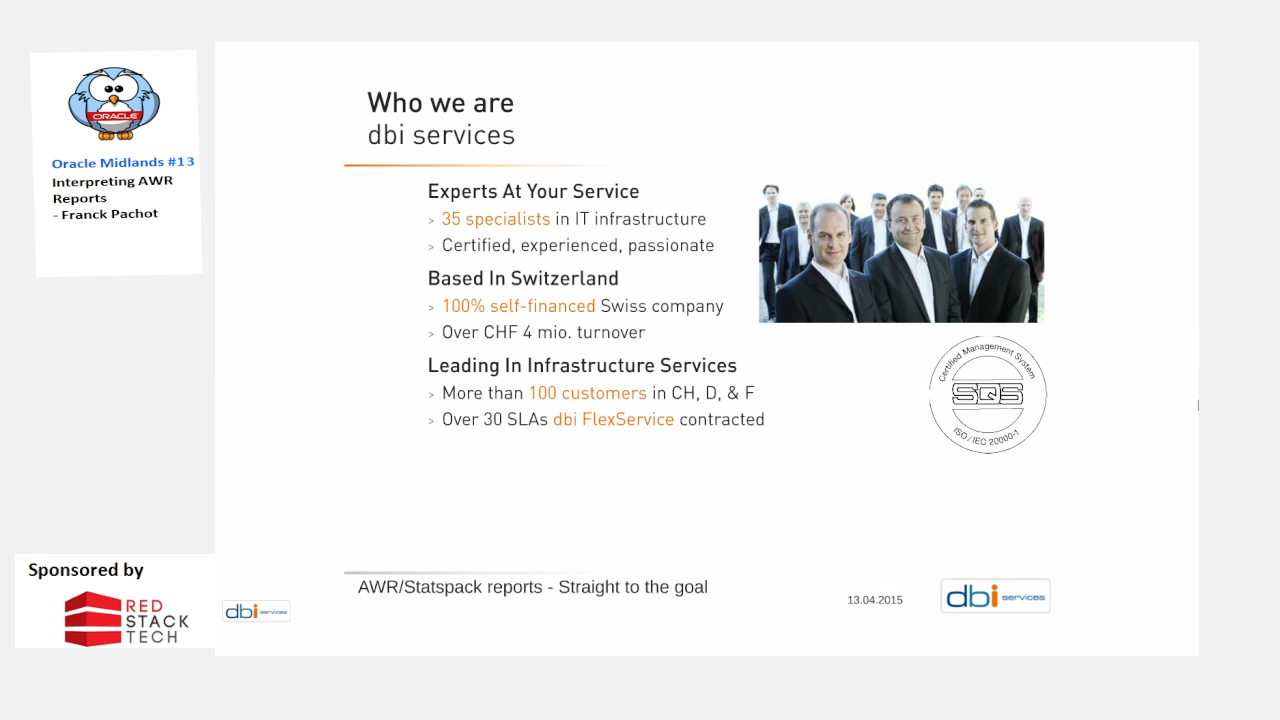 ORACLE
Oracle Midlands #13
Interpreting AWR
Reports
- Franck Pachot
Who we are
dbi services
Experts At Your Service
> 35 specialists in IT infrastructure
> Certified, experienced, passionate
Based In Switzerland
> 100% self-financed Swiss company
> Over CHF 4 mio. turnover
Leading In Infrastructure Services
> More than 100 customers in CH, D, & F
> Over 30 SLAs dbi FlexService contracted
Certified Management System
SQS
ISO / IEC 20000-1
Sponsored by
RED
STACK
TECH
dbi services
AWR/Statspack reports - Straight to the goal
13.04.2015
dbi services